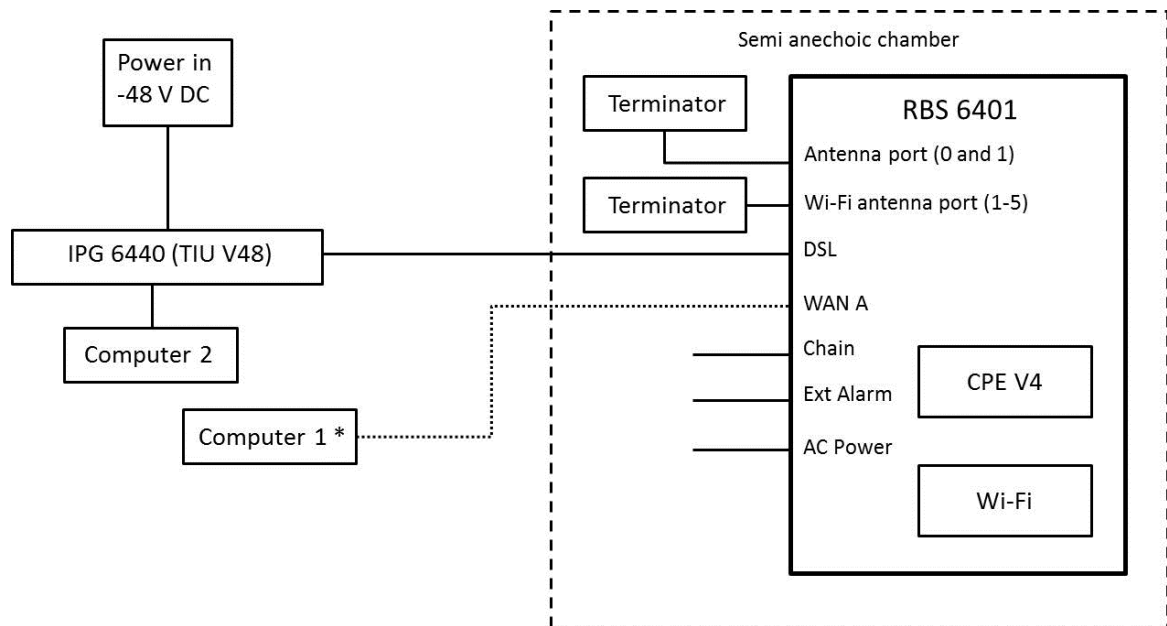 Semi anechoic chamber
Power in
-48 V DC
Terminator
RBS 6401
Antenna port (0 and 1)
Terminator
Wi-Fi antenna port (1-5)
IPG 6440 (TIU V48)
DSL
WAN A
Computer 2
Chain
CPE V4
Ext Alarm
Computer 1 *
AC Power
Wi-Fi